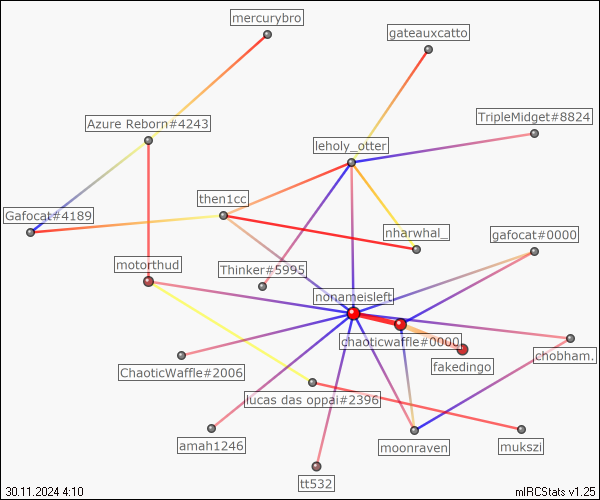 mercurybro
gateauxcatto
TripleMidget#8824
Azure Reborn#4243
leholy_otter
then1cc
Gafocat#4189
nharwhal_
gafocat#0000
motorthud
Thinker#5995
nonameisleft
chaoticwaffle#0000
chobham.
fakedingo
ChaoticWaffle#2006
lucas das oppai#2396
amah1246
moonraven
mukszi
tt532
30.11.2024 4:10
mIRCStats v1.25